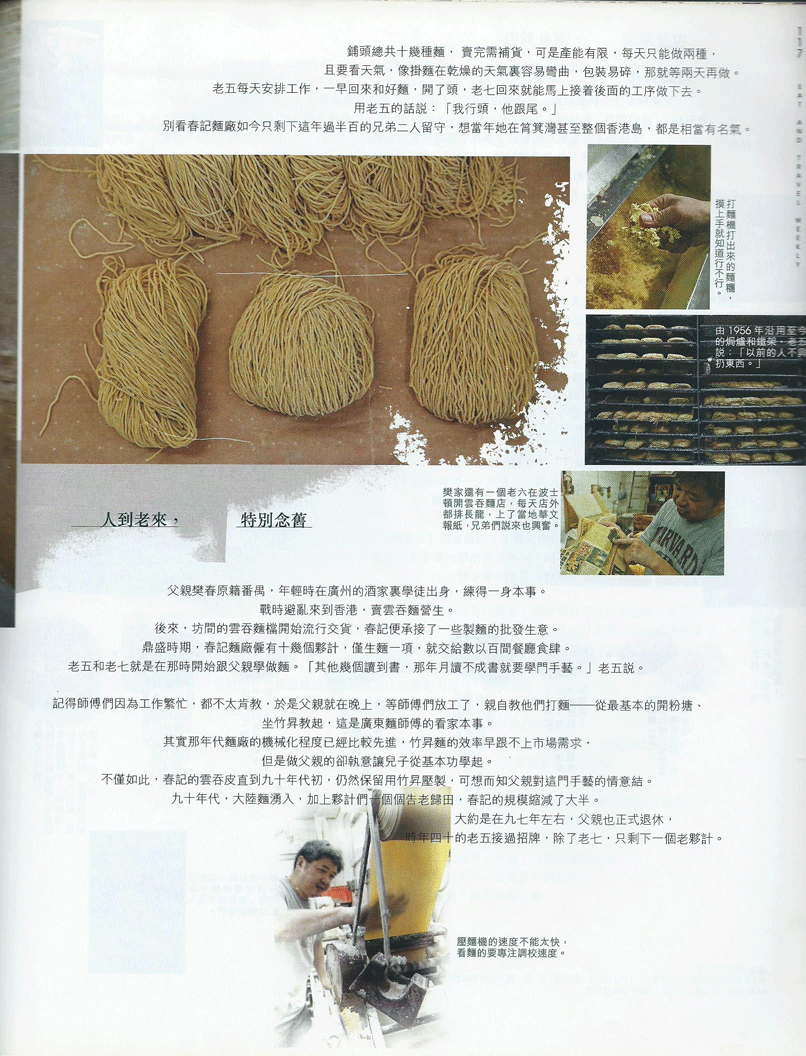 鋪頭總共十幾種麵， 賣完需補貨，可是產能有限，每天只能做兩種，
且要看天氣，像掛麵在乾燥的天氣裏容易彎曲，包裝易碎，那就等兩天再做。
老五每天安排工作，一早回來和好麵，開了頭，老七回來就能馬上接着後面的工序做下去。
用老五的話說：「我行頭，他跟尾。」
別看春記麵廠如今只剩下這年過半百的兄弟二人留守，想當年她在筲箕灣甚至整個香港島，都是相當有名氣。
EAT AND TRAVEL WEEKLY
打麵機打出來的麵糰，
摸上手就知道行不行。
由 1956 年沿用至今
的焗爐和鐵架，老五
說：「以前的人不
扔東西。」
樊家還有一個老六在波士
頓開雲吞麵店，每天店外
都排長龍，上了當地華文
報紙，兄弟們說來也興奮。
人到老來， 特別念舊
父親樊春原籍番禺，年輕時在廣州的酒家裏學徒出身，練得一身本事。
戰時避亂來到香港，賣雲吞麵營生。
後來，坊間的雲吞麵檔開始流行交貨，春記便承接了一些製麵的批發生意。
鼎盛時期，春記麵廠僱有十幾個夥計，僅生麵一項，就交給數以百間餐廳食肆。
老五和老七就是在那時開始跟父親學做麵。「其他幾個讀到書，那年月讀不成書就要學門手藝。」老五說。
記得師傅們因為工作繁忙，都不太肯教，於是父親就在晚上，等師傅們放工了，親自教他們打麵——從最基本的開粉塘、
坐竹昇教起，這是廣東麵師傅的看家本事。
其實那年代麵廠的機械化程度已經比較先進，竹昇麵的效率早跟不上市場需求，
但是做父親的卻執意讓兒子從基本功學起。
不僅如此，春記的雲吞皮直到九十年代初，仍然保留用竹昇壓製，可想而知父親對這門手藝的情意結。
九十年代，大陸麵湧入，加上夥計們一個個告老歸田，春記的規模縮減了大半。
大約是在九七年左右，父親也正式退休，
時年四十的老五接過招牌，除了老七，只剩下一個老夥計。
HARVARD
壓麵機的速度不能太快，
看麵的要專注調校速度。